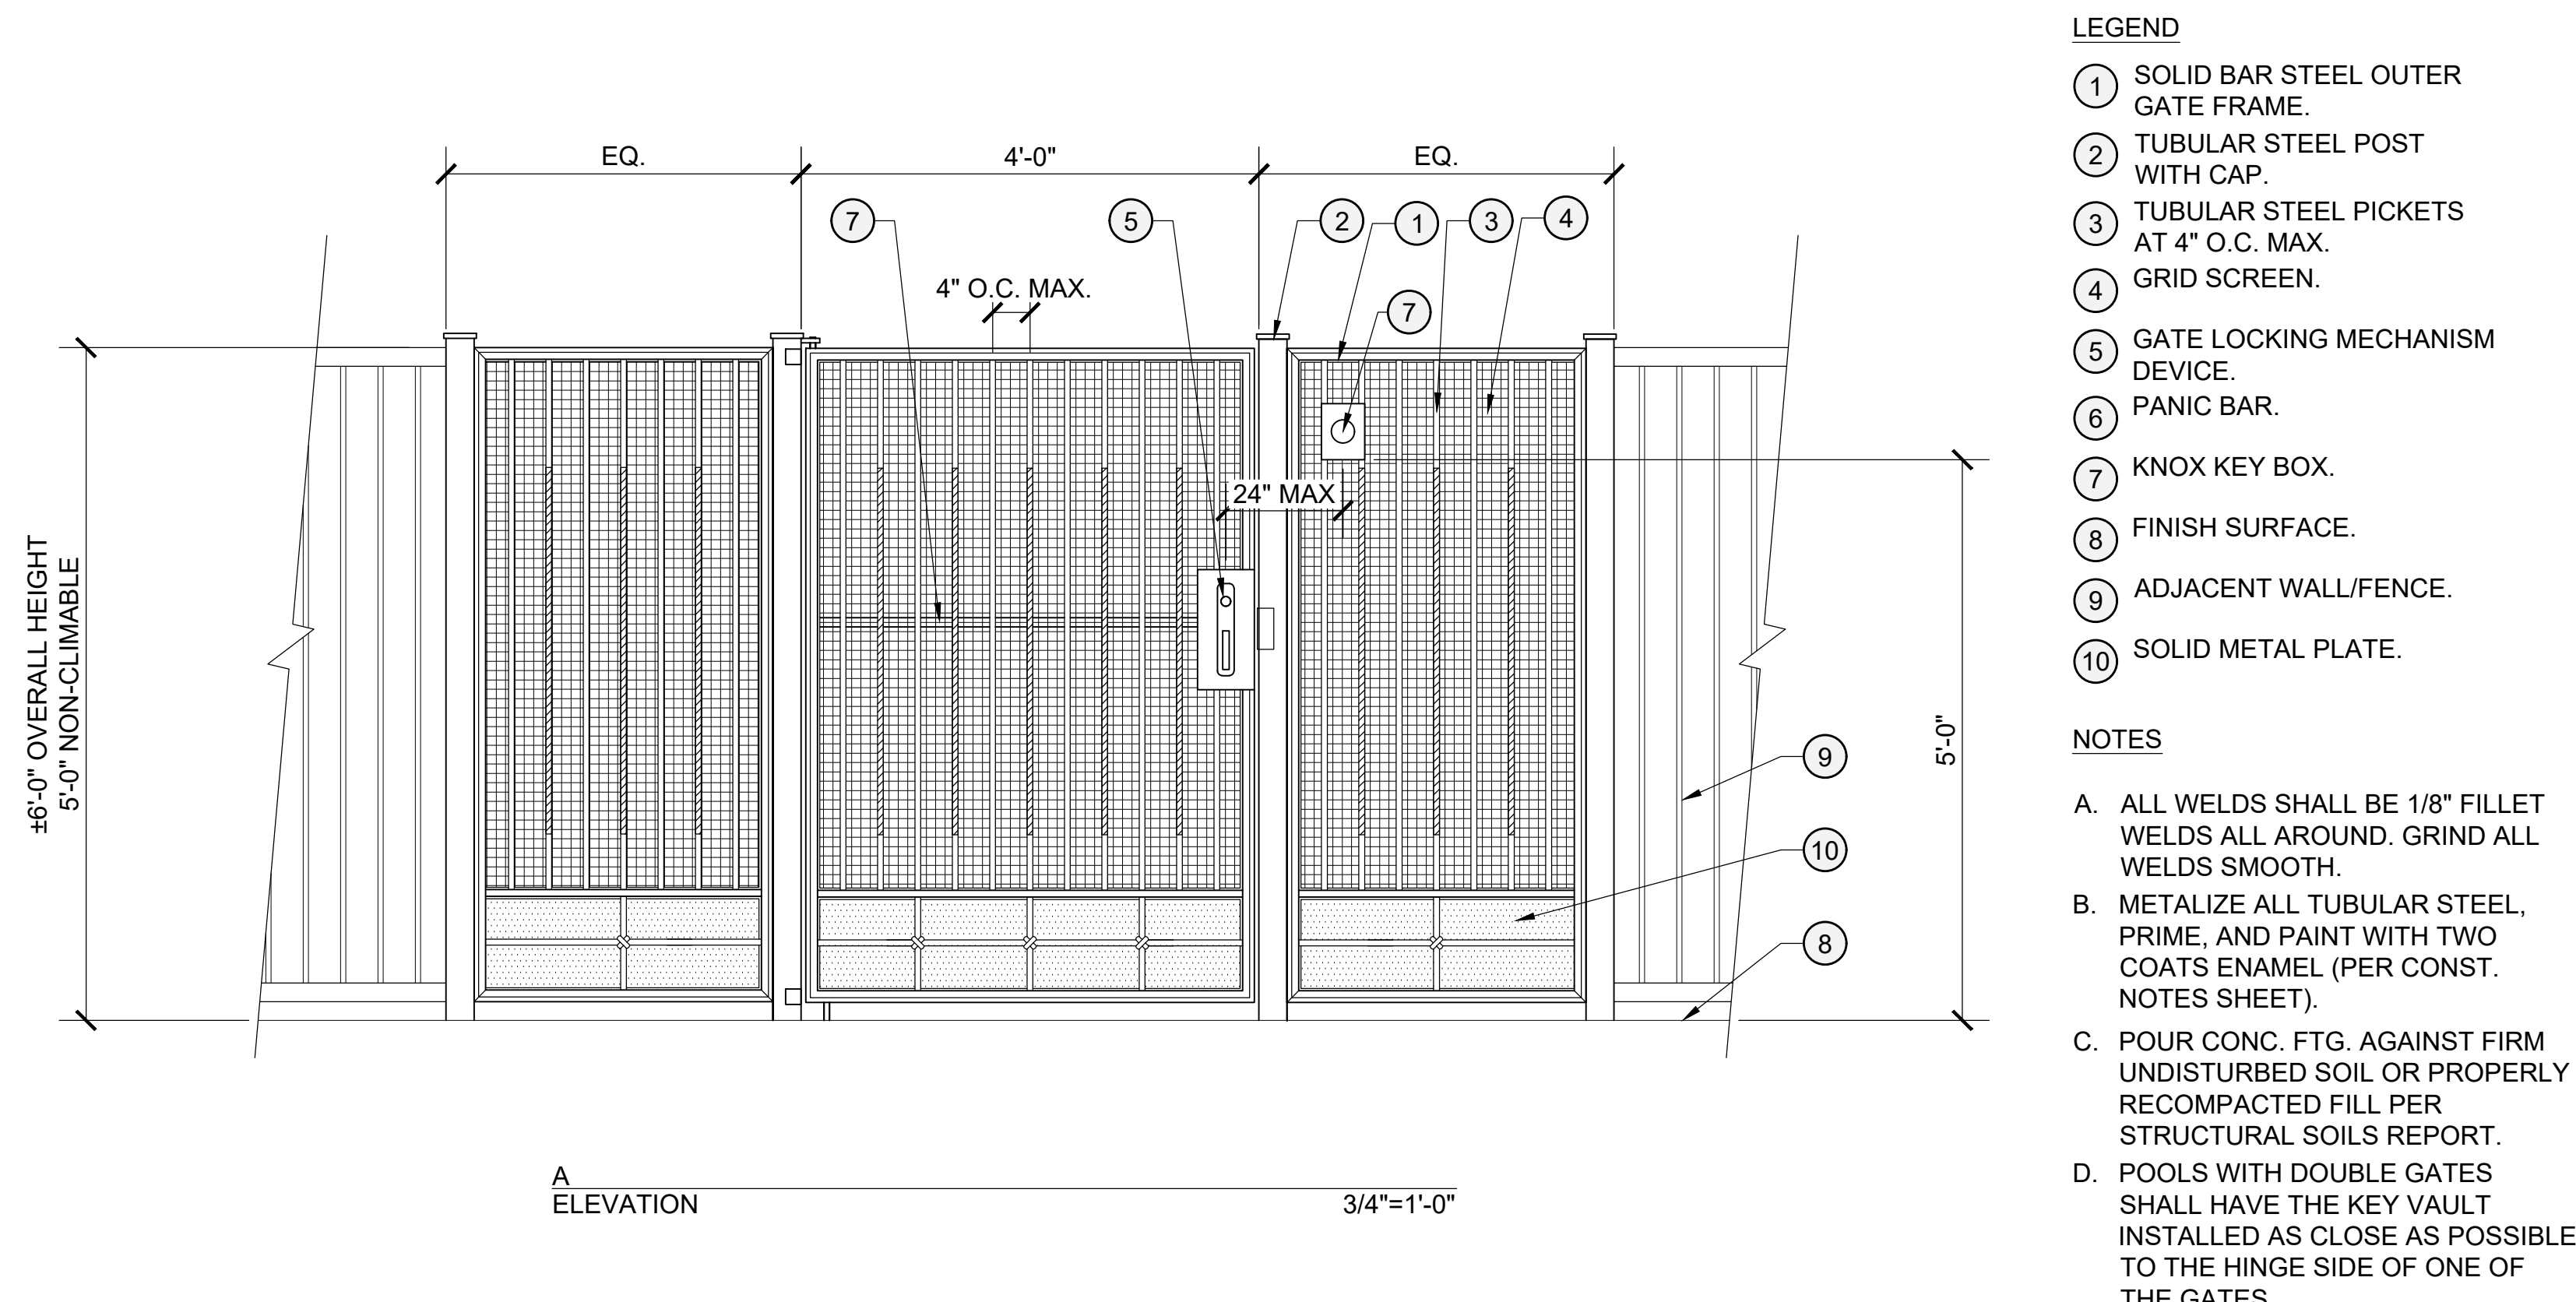 EQ.
4'-0"
EQ.
7
5
2
1
3
4
4" O.C. MAX.
7
24" MAX
±6'-0" OVERALL HEIGHT
5'-0" NON-CLIMABLE
5'-0"
9
10
8
A
ELEVATION
3/4"=1'-0"
LEGEND
1 SOLID BAR STEEL OUTER
GATE FRAME.
2 TUBULAR STEEL POST
WITH CAP.
3 TUBULAR STEEL PICKETS
AT 4" O.C. MAX.
4 GRID SCREEN.
5 GATE LOCKING MECHANISM
DEVICE.
6 PANIC BAR.
7 KNOX KEY BOX.
8 FINISH SURFACE.
9 ADJACENT WALL/FENCE.
10 SOLID METAL PLATE.
NOTES
A. ALL WELDS SHALL BE 1/8" FILLET
WELDS ALL AROUND. GRIND ALL
WELDS SMOOTH.
B. METALIZE ALL TUBULAR STEEL,
PRIME, AND PAINT WITH TWO
COATS ENAMEL (PER CONST.
NOTES SHEET).
C. POUR CONC. FTG. AGAINST FIRM
UNDISTURBED SOIL OR PROPERLY
RECOMPACTED FILL PER
STRUCTURAL SOILS REPORT.
D. POOLS WITH DOUBLE GATES
SHALL HAVE THE KEY VAULT
INSTALLED AS CLOSE AS POSSIBLE
TO THE HINGE SIDE OF ONE OF
THE GATES